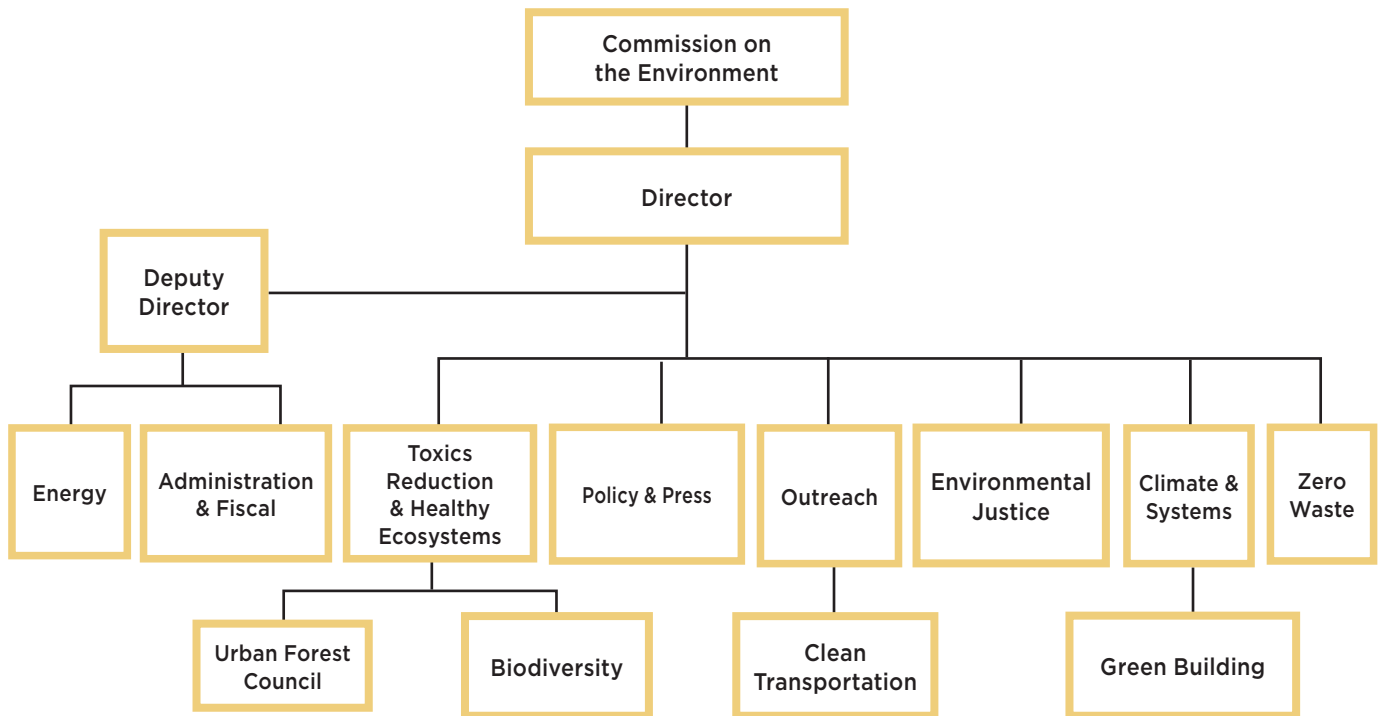 Commission on
the Environment
Director
Deputy
Director
Energy
Administration
& Fiscal
Toxics
Reduction
& Healthy
Ecosystems
Policy & Press
Outreach
Environmental
Justice
Climate &
Systems
Zero
Waste
Urban Forest
Council
Biodiversity
Clean
Transportation
Green Building